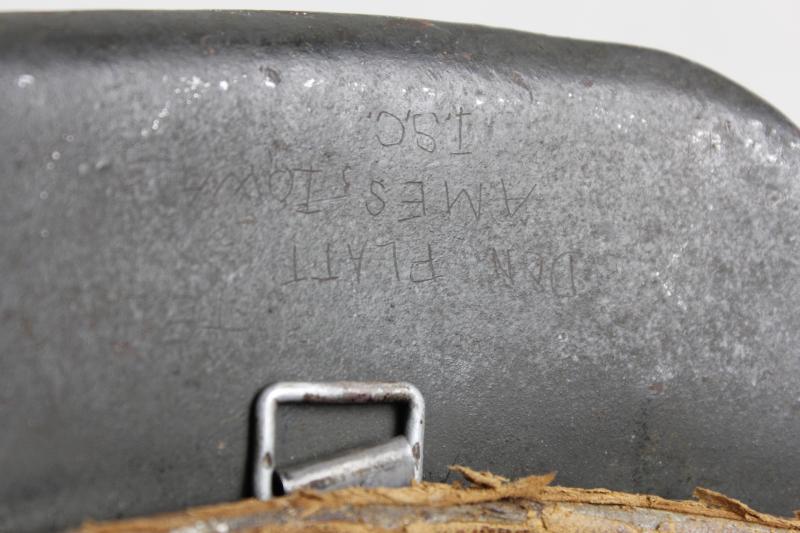 DON PLATT
AMES, IOWA
I.S.C.